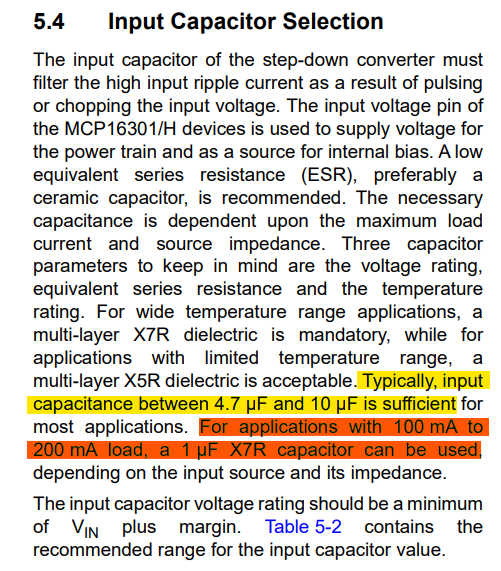 5.4 Input Capacitor Selection
The input capacitor of the step-down converter must
filter the high input ripple current as a result of pulsing
or chopping the input voltage. The input voltage pin of
the MCP16301/H devices is used to supply voltage for
the power train and as a source for internal bias. A low
equivalent series resistance (ESR), preferably a
ceramic capacitor, is recommended. The necessary
capacitance is dependent upon the maximum load
current and source impedance. Three capacitor
parameters to keep in mind are the voltage rating,
equivalent series resistance and the temperature
rating. For wide temperature range applications, a
multi-layer X7R dielectric is mandatory, while for
applications with limited temperature range, a
multi-layer X5R dielectric is acceptable. Typically, input
capacitance between 4.7 µF and 10 µF is sufficient for
most applications. For applications with 100 mA to
200 mA load, a 1 µF X7R capacitor can be used,
depending on the input source and its impedance.
The input capacitor voltage rating should be a minimum
of VIN plus margin. Table 5-2 contains the
recommended range for the input capacitor value.